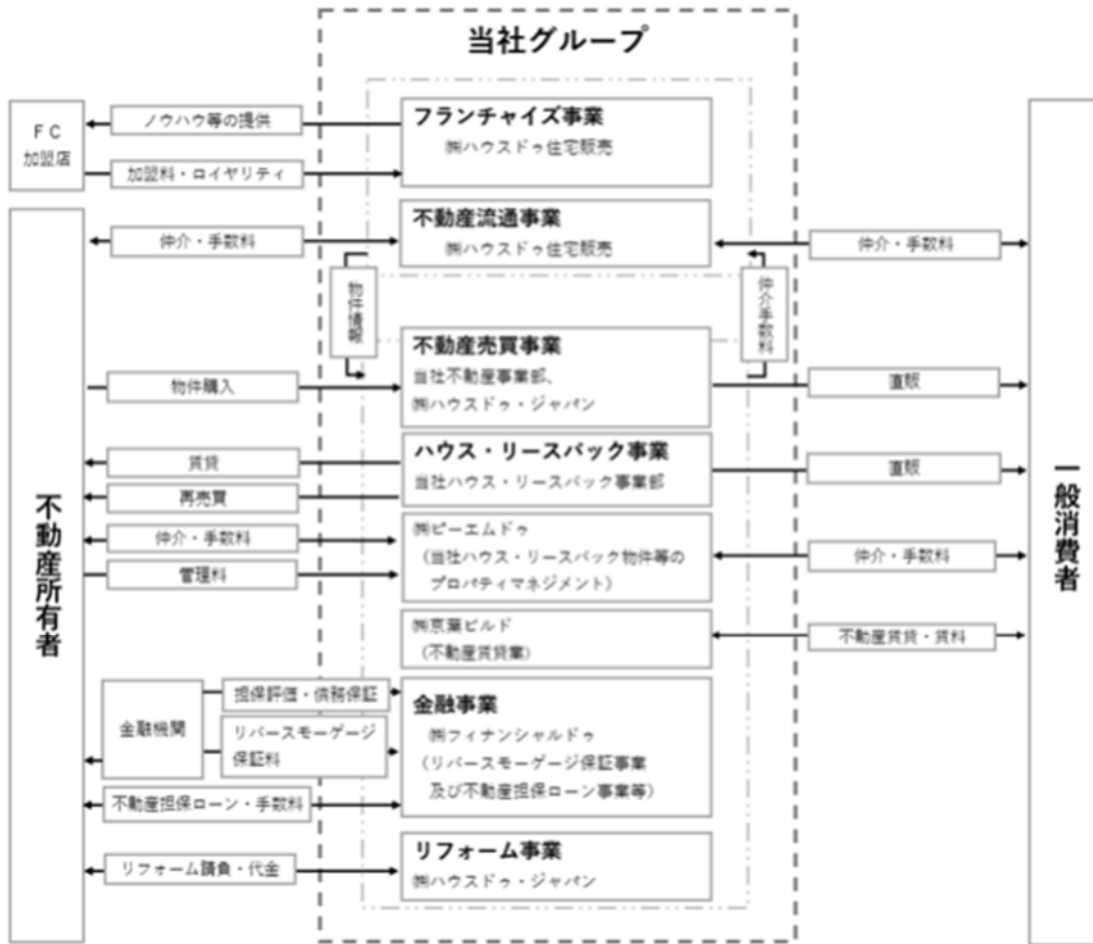 当社グループ
FC
加盟店
ノウハウ等の提供
加盟料・ロイヤリティ
フランチャイズ事業
㈱ハウスドゥ住宅販売
不動産流通事業
㈱ハウスドゥ住宅販売
仲介・手数料
仲介・手数料
物件情報
仲介手数料
不動産売買事業
当社不動産事業部、
㈱ハウスドゥ・ジャパン
物件購入
直販
ハウス・リースバック事業
当社ハウス・リースバック事業部
賃貸
再売買
直販
㈱ピーエムドゥ
(当社ハウス・リースバック物件等の
プロパティマネジメント)
仲介・手数料
管理料
仲介・手数料
㈱京葉ビルド
(不動産賃貸業)
不動産賃貸・賃料
不動産所有者
一般消費者
金融機関
担保評価・債務保証
リバースモーゲージ
保証料
金融事業
㈱フィナンシャルドゥ
(リバースモーゲージ保証事業
及び不動産担保ローン事業等)
不動産担保ローン・手数料
リフォーム事業
㈱ハウスドゥ・ジャパン
リフォーム請負・代金